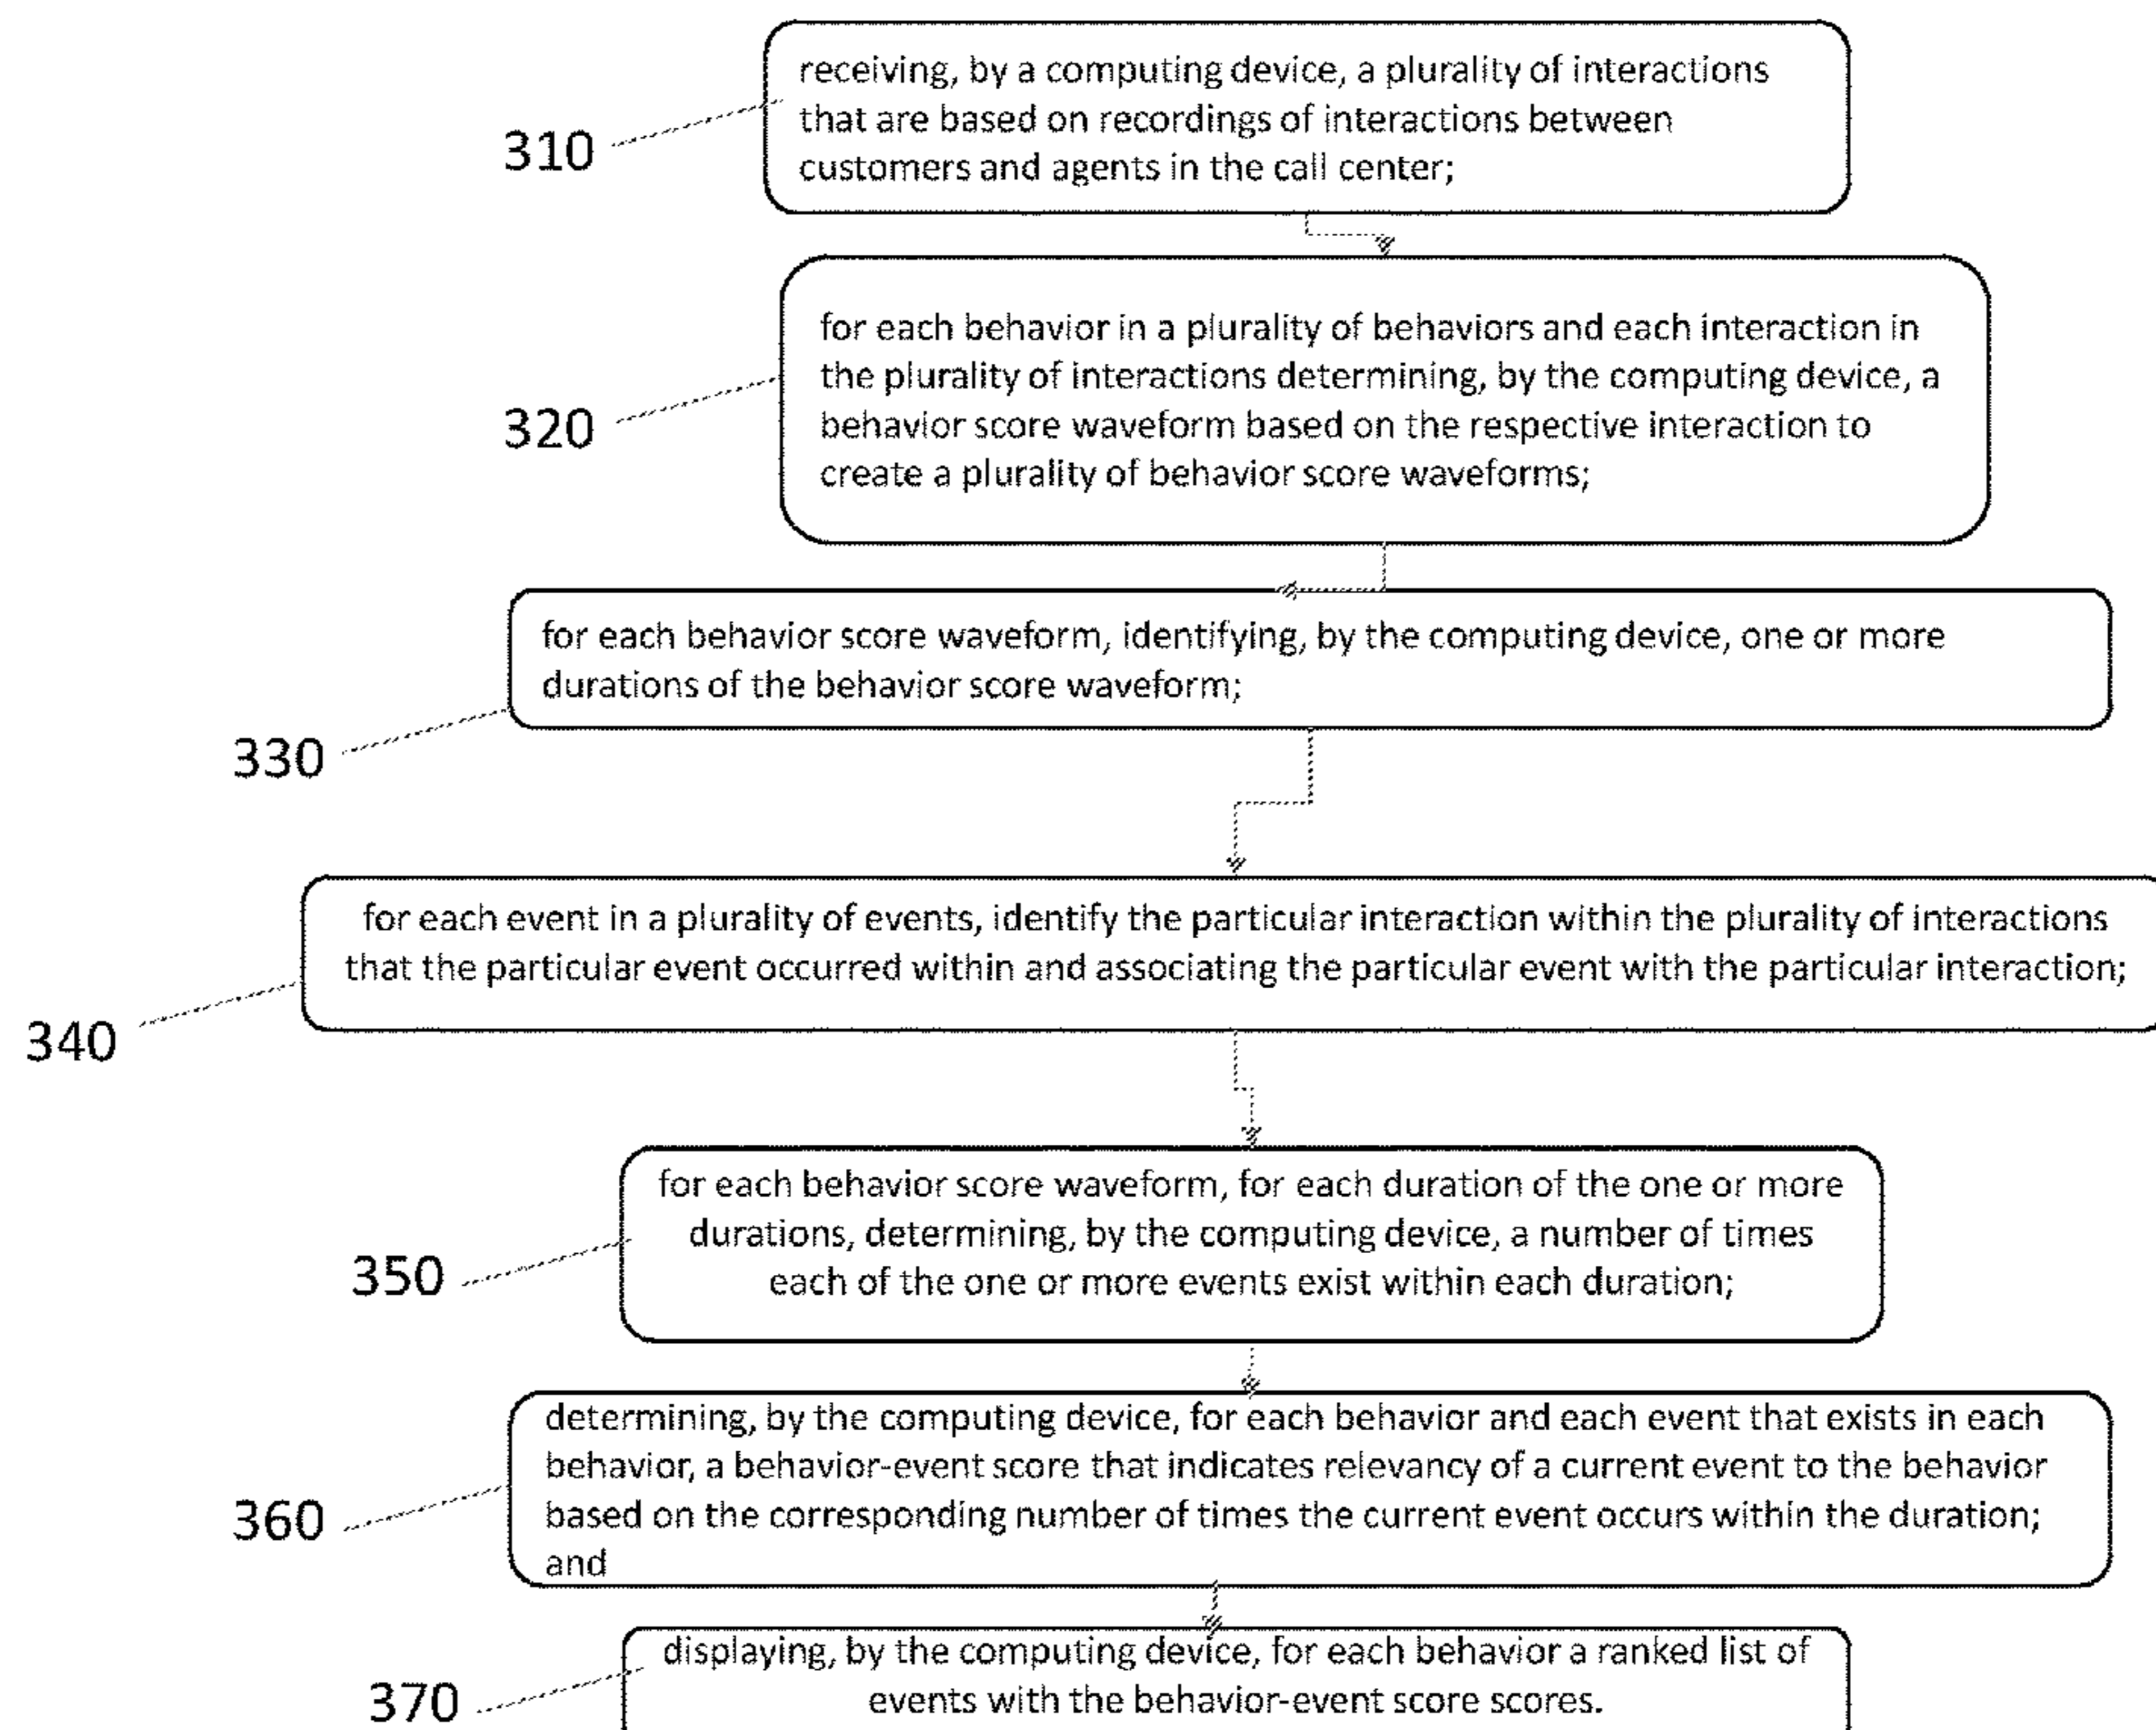 receiving, by a computing device, a plurality of interactions
that are based on recordings of interactions between
customers and agents in the call center;
310
for each behavior in a plurality of behaviors and each interaction in
the plurality of interactions determining, by the computing device, a
behavior score waveform based on the respective interaction to
create a plurality of behavior score waveforms;
320
for each behavior score waveform, identifying, by the computing device, one or more
durations of the behavior score waveform;
330
for each event in a plurality of events, identify the particular interaction within the plurality of interactions
that the particular event occurred within and associating the particular event with the particular interaction;
340
for each behavior score waveform, for each duration of the one or more
durations, determining, by the computing device, a number of times
each of the one or more events exist within each duration;
350
determining, by the computing device, for each behavior and each event that exists in each
behavior, a behavior-event score that indicates relevancy of a current event to the behavior
based on the corresponding number of times the current event occurs within the duration;
and
360
displaying, by the computing device, for each behavior a ranked list of
events with the behavior-event score scores.
370